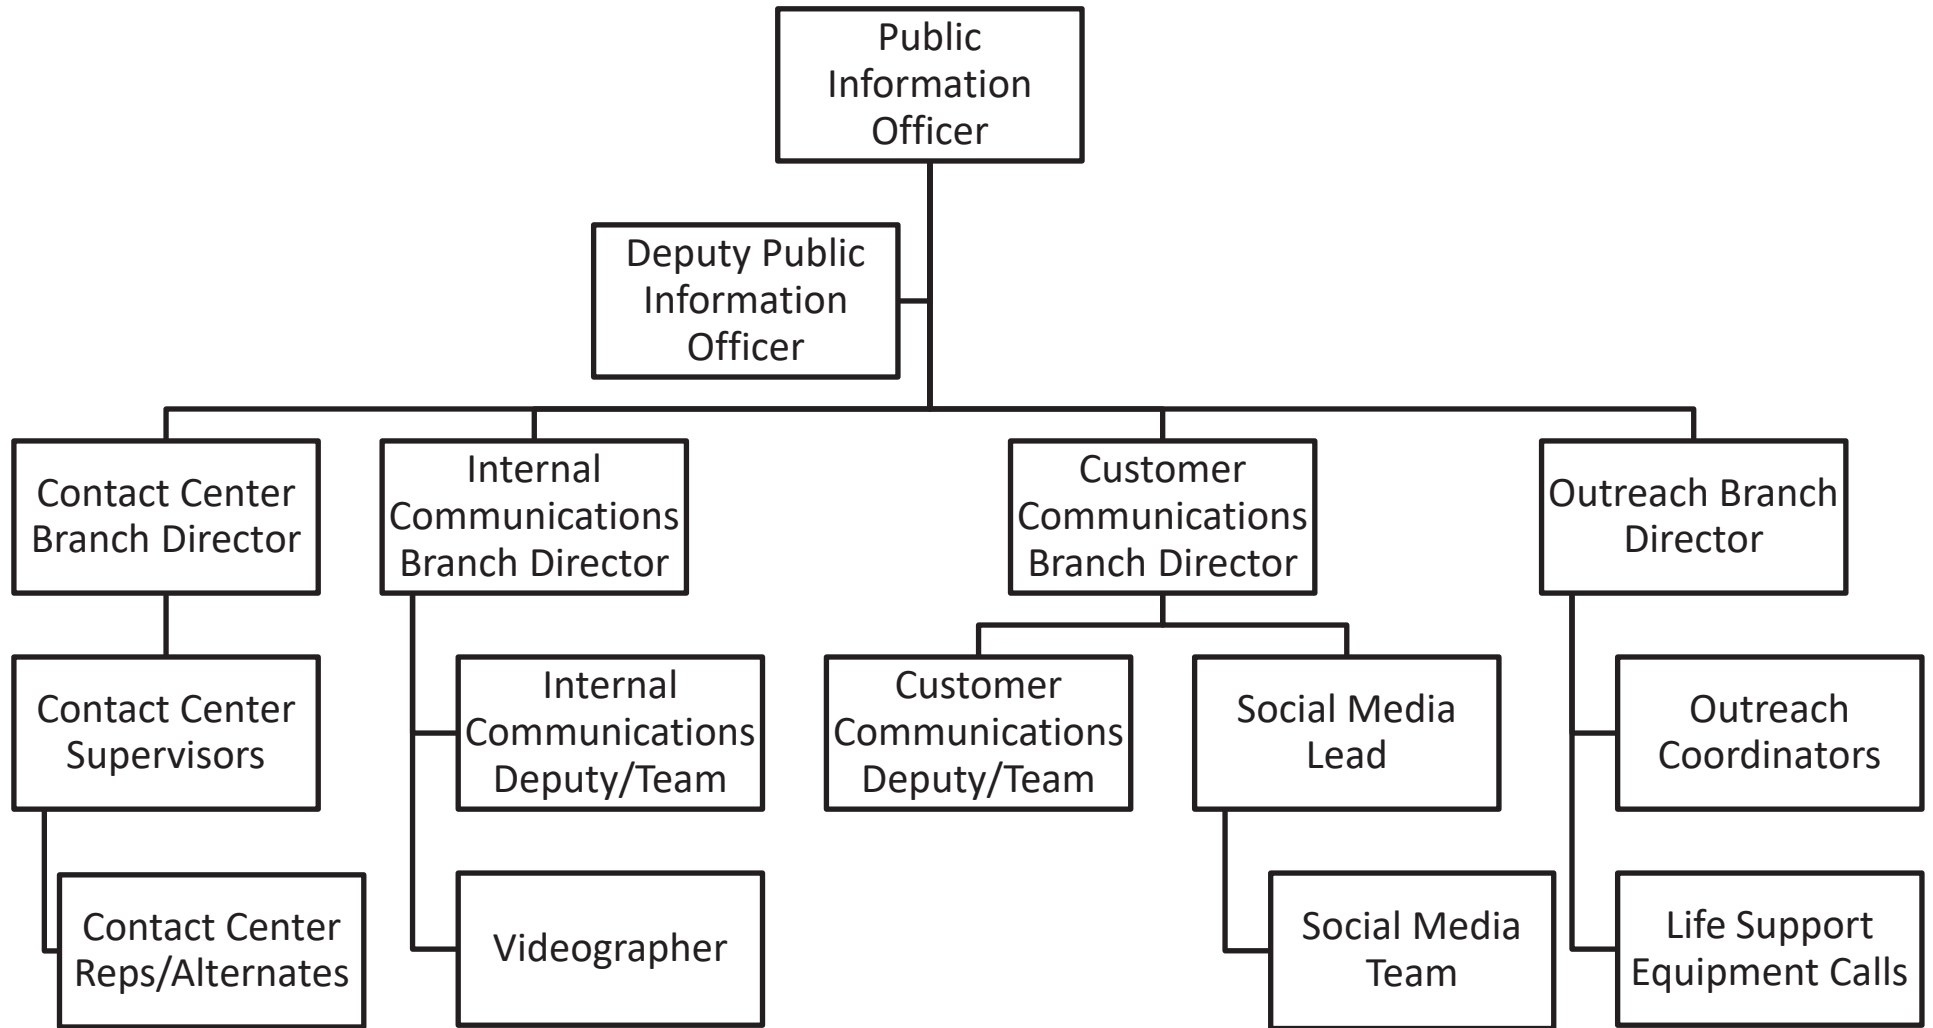 Public
Information
Officer
Deputy Public
Information
Officer
Contact Center
Branch Director
Internal
Communications
Branch Director
Customer
Communications
Branch Director
Outreach Branch
Director
Contact Center
Supervisors
Internal
Communications
Deputy/Team
Customer
Communications
Deputy/Team
Social Media
Lead
Outreach
Coordinators
Contact Center
Reps/Alternates
Videographer
Social Media
Team
Life Support
Equipment Calls